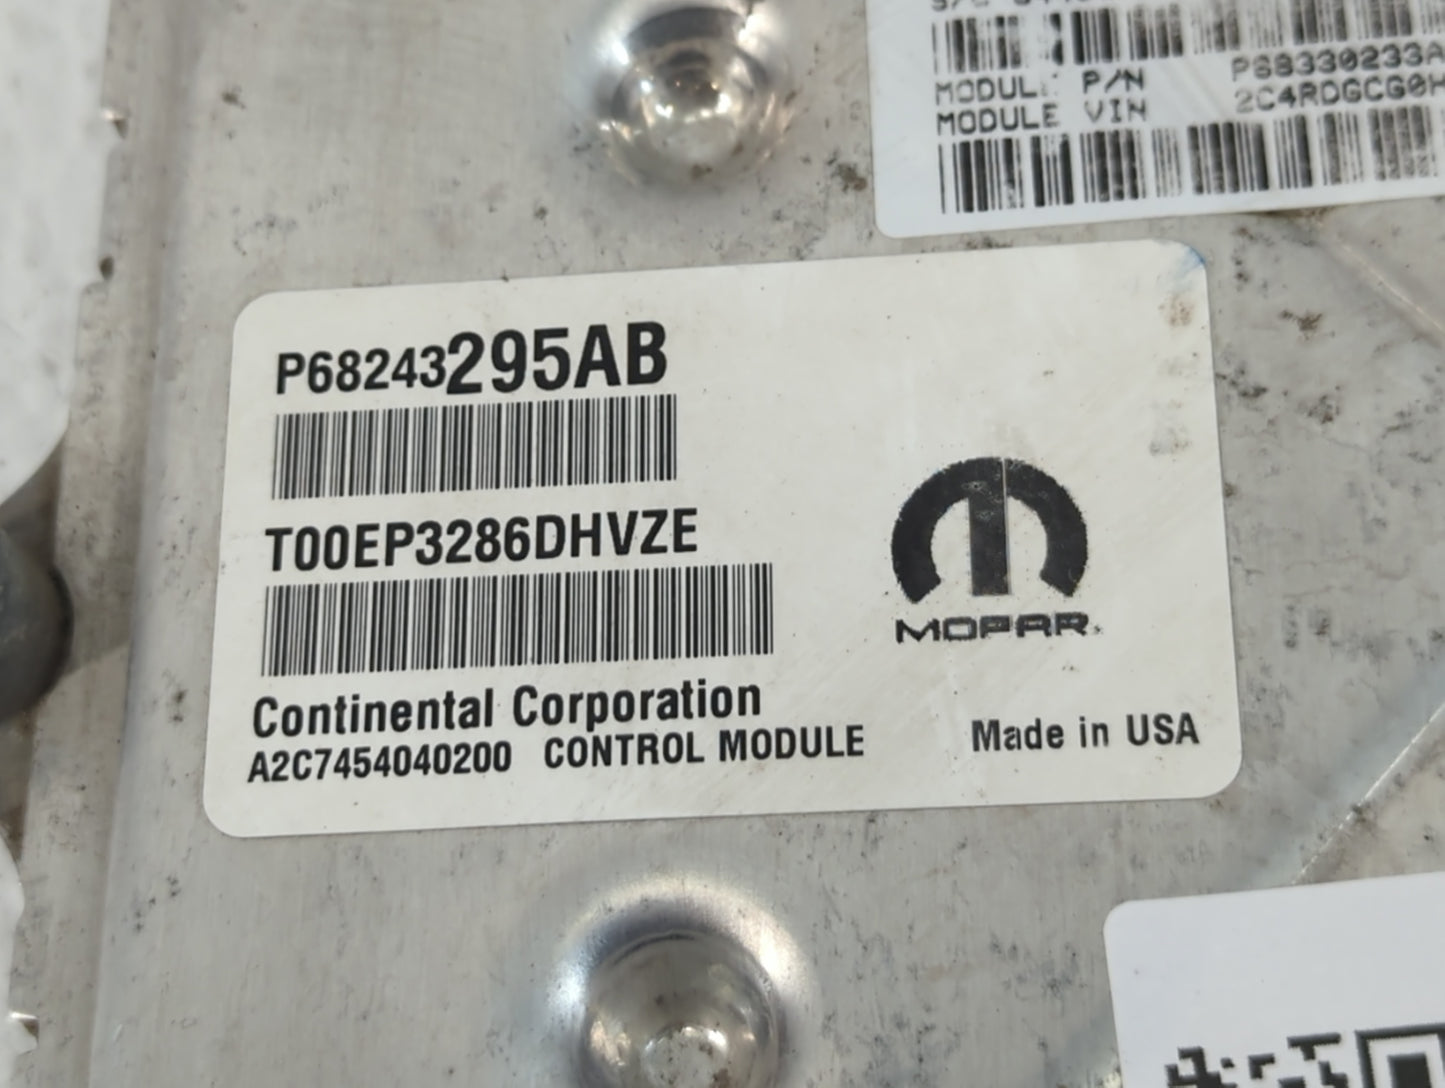 MODULE P/N P68330233A
MODULE VIN 2C4RDGCG0H
P68243295AB
T00EP3286DHVZE
MOPAR
Continental Corporation
A2C7454040200 CONTROL MODULE
Made in USA